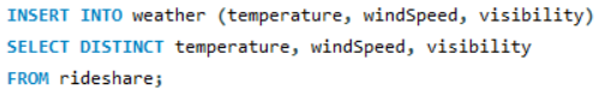 INSERT INTO weather (temperature, windSpeed, visibility)
SELECT DISTINCT temperature, windSpeed, visibility
FROM rideshare;